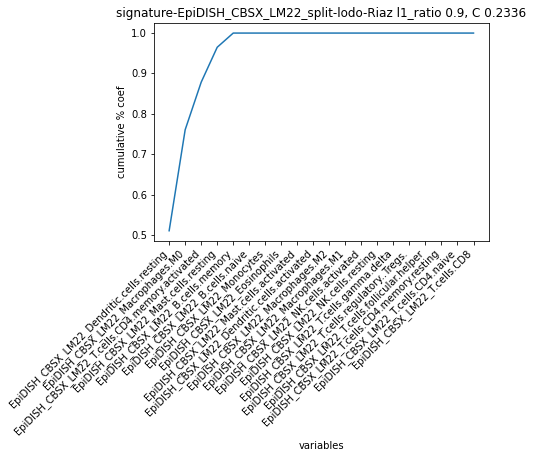 signature-EpiDISH_CBSX_LM22_split-lodo-Riaz l1_ratio 0.9, C 0.2336
cumulative % coef
1.0
0.9
0.8
0.7
0.6
0.5
EpiDISH_CBSX_LM22_Dendritic.cells.resting
EpiDISH_CBSX_LM22_Macrophages.M0
EpiDISH_CBSX_LM22_T.cells.CD4.memory.activated
EpiDISH_CBSX_LM22_Mast.cells.resting
EpiDISH_CBSX_LM22_B.cells.memory
EpiDISH_CBSX_LM22_B.cells.naive
EpiDISH_CBSX_LM22_Monocytes
EpiDISH_CBSX_LM22_Eosinophils
EpiDISH_CBSX_LM22_Mast.cells.activated
EpiDISH_CBSX_LM22_Dendritic.cells.activated
EpiDISH_CBSX_LM22_Macrophages.M2
EpiDISH_CBSX_LM22_Macrophages.M1
EpiDISH_CBSX_LM22_NK.cells.activated
EpiDISH_CBSX_LM22_NK.cells.resting
EpiDISH_CBSX_LM22_T.cells.gamma.delta
EpiDISH_CBSX_LM22_T.cells.regulatory..Tregs.
EpiDISH_CBSX_LM22_T.cells.follicular.helper
EpiDISH_CBSX_LM22_T.cells.CD4.memory.resting
EpiDISH_CBSX_LM22_T.cells.CD4.naive
EpiDISH_CBSX_LM22_T.cells.CD8
variables